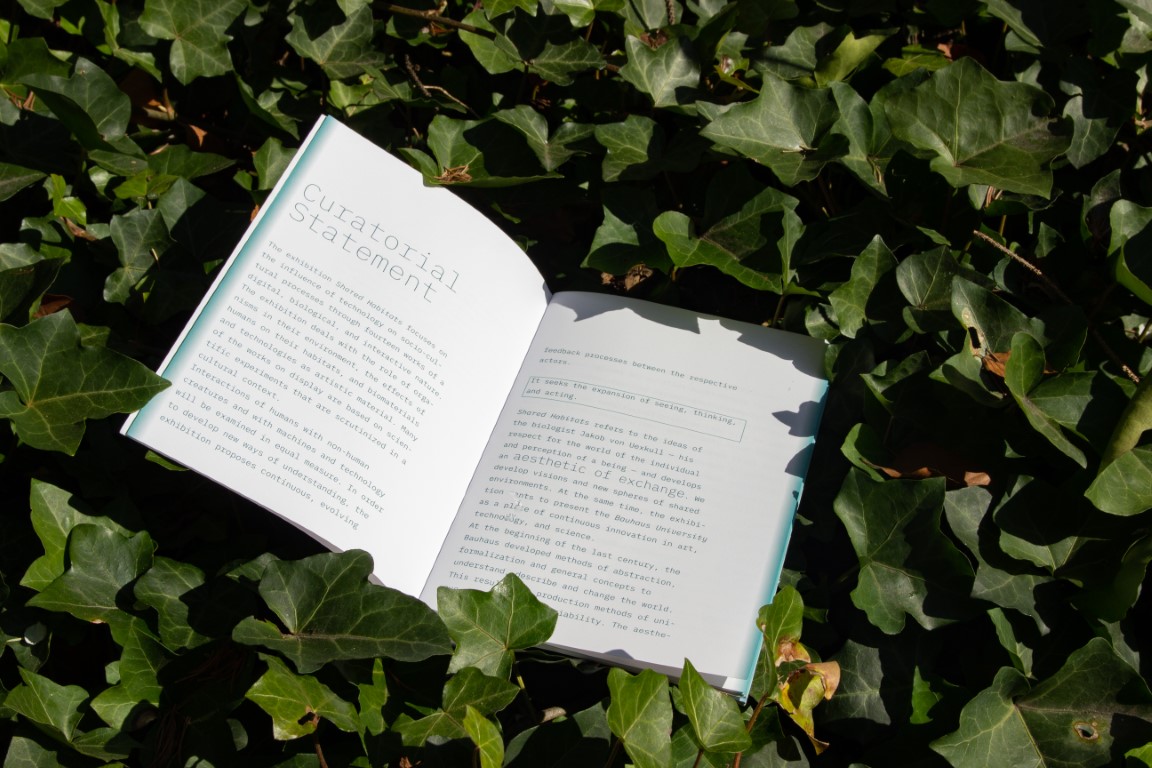 Curatorial
Statement
The exhibition Shared Habitats focuses on
the influence of technology as socio-cul-
tural processes through fourteen works of a
digital, biological, and interactive nature.
The exhibition deals with the role of orga-
nisms in their environment, the effects of
humans on their habitats, and biomaterials
and technologies as artistic material. Many
of the works on display are based on scien-
tific experiments that are scrutinized in a
cultural context.
Interactions of humans with non-human
creatures and with machines and technology
will be examined in equal measure. In order
to develop new ways of understanding, the
exhibition proposes continuous, evolving
feedback processes between the respective
actors.
It seeks the expansion of seeing, thinking,
and acting.
Shared Habitats refers to the ideas of
the biologist Jakob von Uexkull – his
respect for the world of the individual
and perception of a being – and develops
an aesthetic of exchange. We
develop visions and new spheres of shared
environments. At the same time, the exhibi-
tion wants to present the Bauhaus University
as a place of continuous innovation in art,
technology, and science.
At the beginning of the last century, the
Bauhaus developed methods of abstraction,
formalization and general concepts to
understand, describe and change the world.
This production methods of uni-
The aesthe-